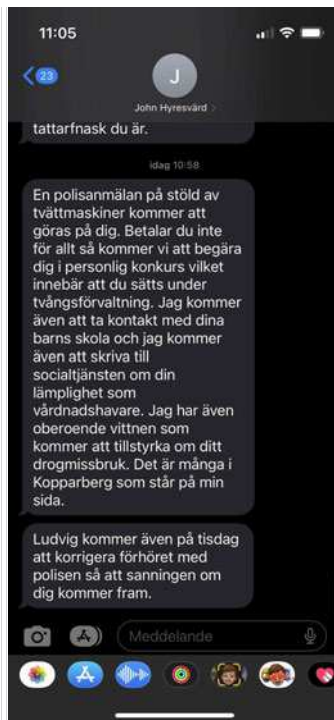 11:05
23
J
John Hyresvärd
tattarfnask du är.
idag 10:58
En polisanmälan på stöld av
tvättmaskiner kommer att
göras på dig. Betalar du inte
för allt så kommer vi att begära
dig i personlig konkurs vilket
innebär att du sätts under
tvångsförvaltning. Jag kommer
även att ta kontakt med dina
barns skola och jag kommer
även att skriva till
socialtjänsten om din
lämplighet som
vårdnadshavare. Jag har även
oberoende vittnen som
kommer att tillstyrka om ditt
drogmissbruk. Det är många i
Kopparberg som står på min
sida.
Ludvig kommer även på tisdag
att korrigera förhöret med
polisen så att sanningen om
dig kommer fram.
Meddelande